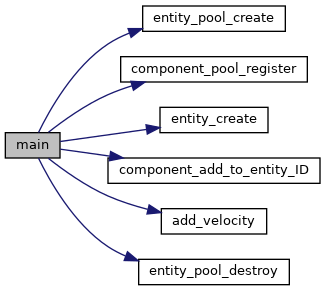 entity_pool_create
component_pool_register
entity_create
main
component_add_to_entity_ID
add_velocity
entity_pool_destroy